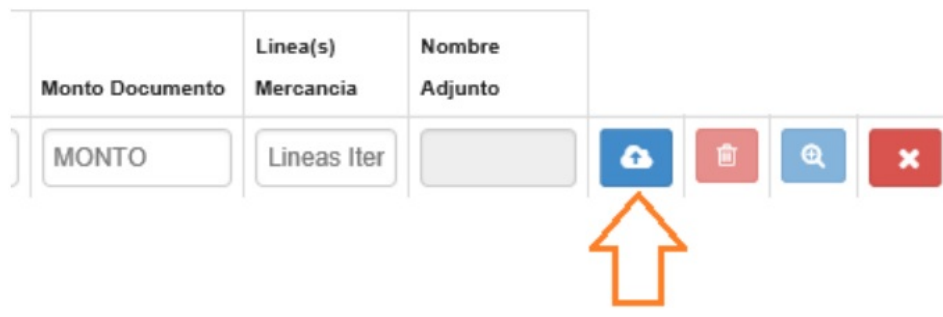 Linea(s) Nombre
Monto Documento Mercancia Adjunto
MONTO Lineas Iter